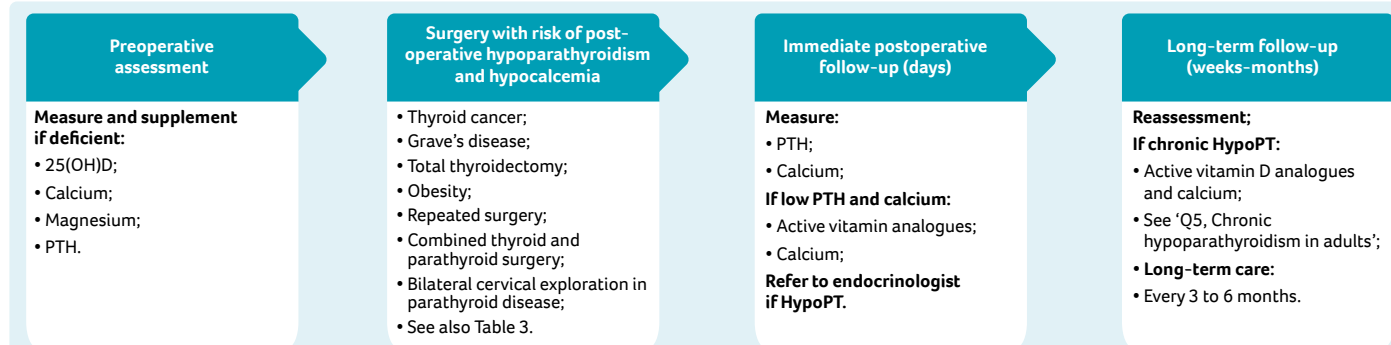 Preoperative
assessment
Measure and supplement
if deficient:
• 25(OH)D;
• Calcium;
• Magnesium;
• PTH.
Surgery with risk of post-
operative hypoparathyroidism
and hypocalcemia
• Thyroid cancer;
• Grave's disease;
• Total thyroidectomy;
• Obesity;
• Repeated surgery;
• Combined thyroid and
parathyroid surgery;
• Bilateral cervical exploration in
parathyroid disease;
• See also Table 3.
Immediate postoperative
follow-up (days)
Measure:
• PTH;
• Calcium;
If low PTH and calcium:
• Active vitamin analogues;
• Calcium;
Refer to endocrinologist
if HypoPT.
Long-term follow-up
(weeks-months)
Reassessment;
If chronic HypoPT:
• Active vitamin D analogues
and calcium;
• See ‘Q5, Chronic
hypoparathyroidism in adults’;
• Long-term care:
• Every 3 to 6 months.